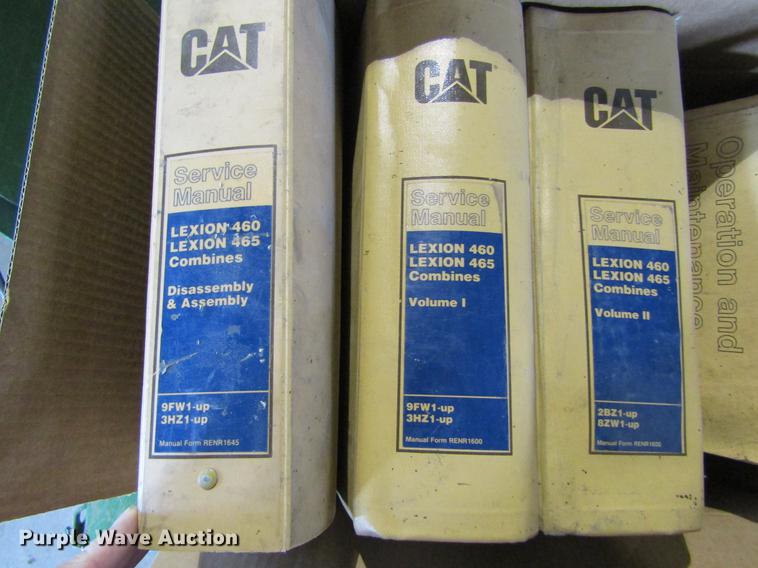 CAT
Service
Manual
LEXION 460
LEXION 465
Combines
Disassembly
& Assembly
9FW1-up
3HZ1-up
Manual Form RENR1645
CAT
Service
Manual
LEXION 460
LEXION 465
Combines
Volume I
9FW1-up
3HZ1-up
Manual Form RENR1600
CAT
Service
Manual
LEXION 460
LEXION 465
Combines
Volume II
2BZ1-up
8ZW1-up
Manual Form
Operation and
Maintenance
Purple Wave Auction